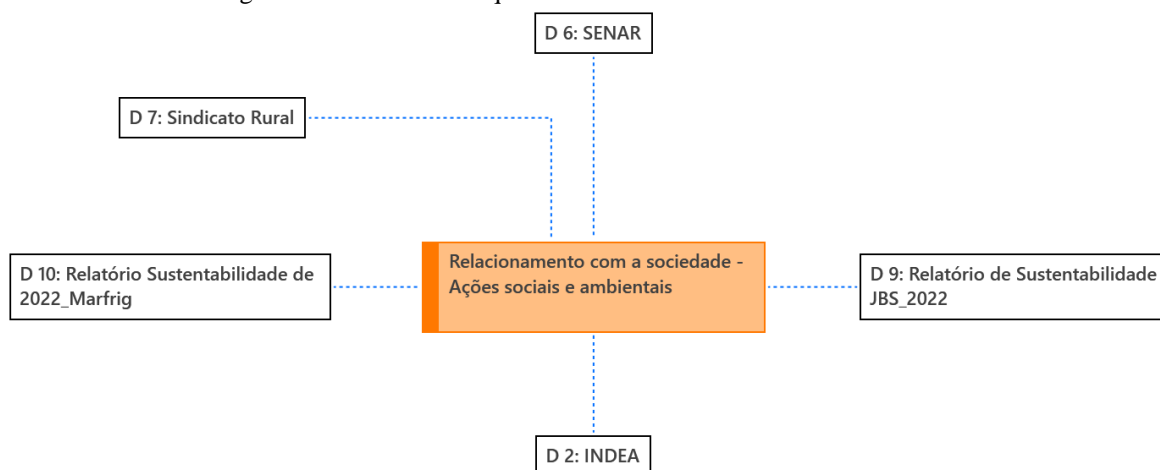 D 6: SENAR
D 7: Sindicato Rural
Relacionamento com a sociedade -
Ações sociais e ambientais
D 10: Relatório Sustentabilidade de
2022_Marfrig
D 9: Relatório de Sustentabilidade
JBS_2022
D 2: INDEA